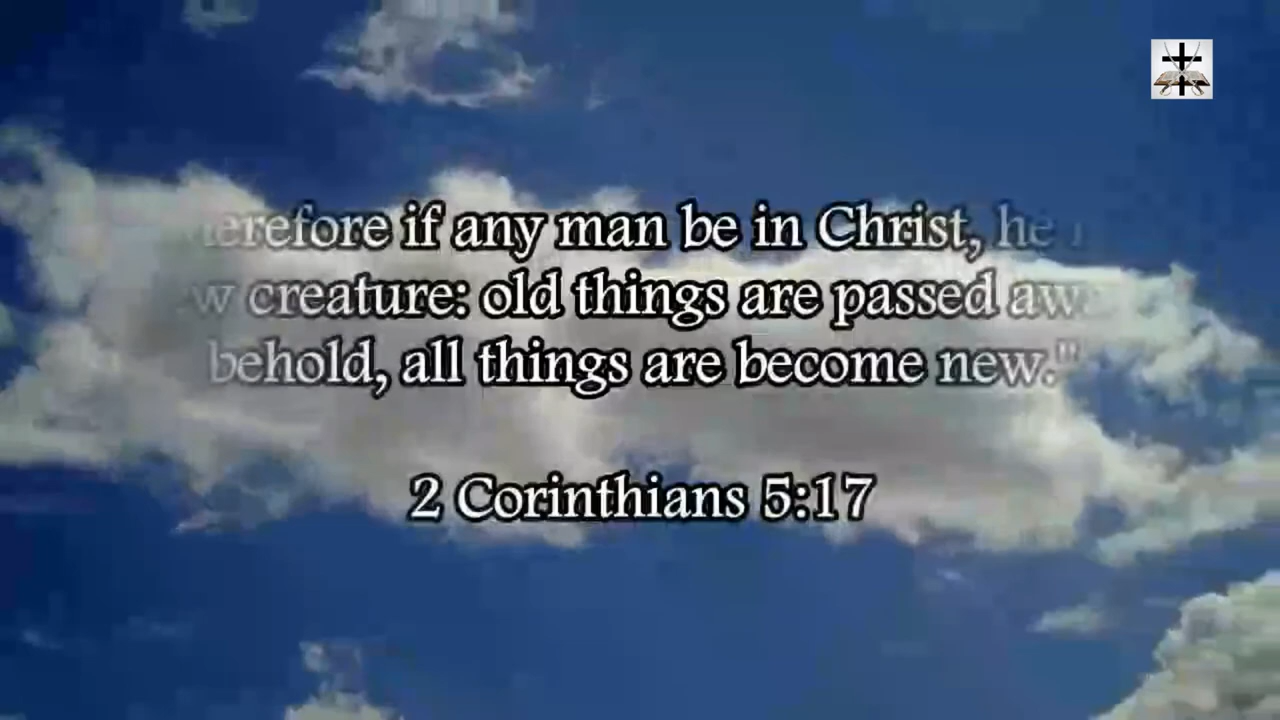 erefore if any man be in Christ, he
w creature: old things are passed aw
behold, all things are become new."
2 Corinthians 5:17